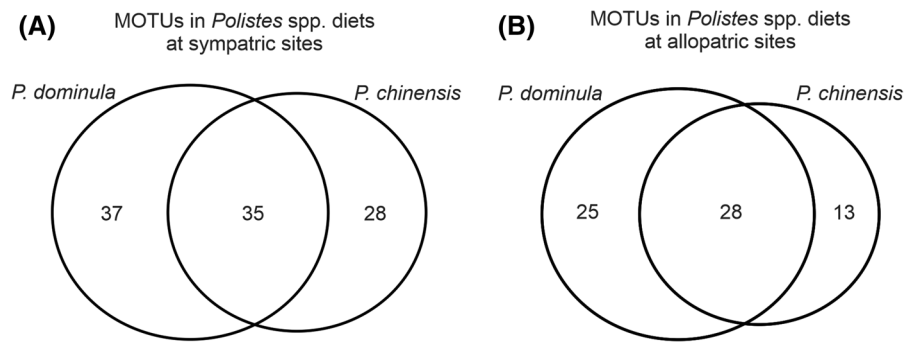 (A)
MOTUs in Polistes spp. diets
at sympatric sites
P. dominula
P. chinensis
37
35
28
(B)
MOTUs in Polistes spp. diets
at allopatric sites
P. dominula
P. chinensis
25
28
13